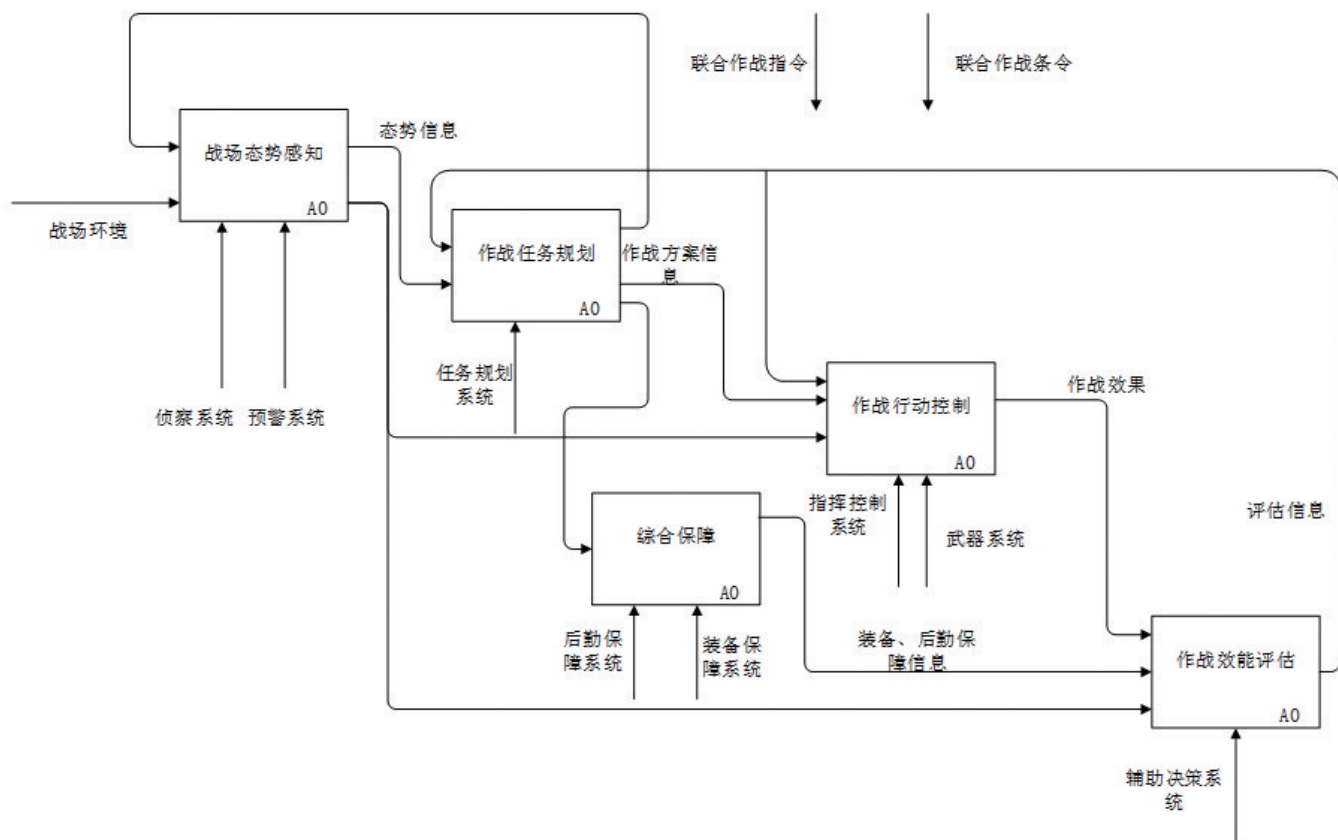 联合作战指令
联合作战条令
态势信息
战场态势感知
A0
战场环境
作战任务规划
A0
作战方案信
息
侦察系统
预警系统
任务规划
系统
作战行动控制
A0
作战效果
指挥控制
系统
武器系统
评估信息
综合保障
A0
后勤保
障系统
装备保
障系统
装备、后勤保
障信息
作战效能评估
A0
辅助决策系
统